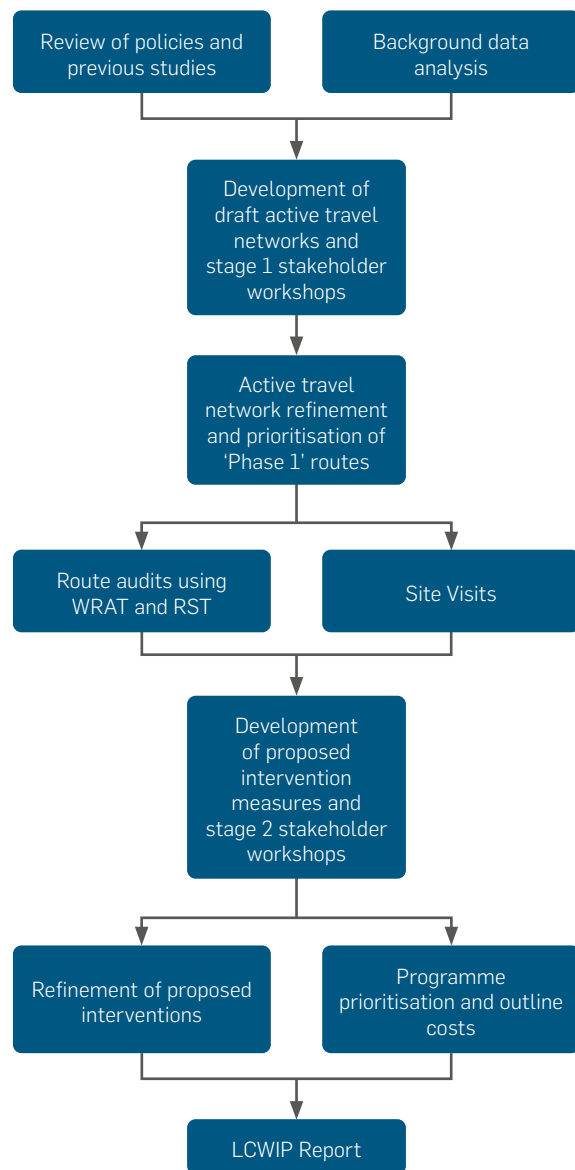 Review of policies and
previous studies
Background data
analysis
Development of
draft active travel
networks and
stage 1 stakeholder
workshops
Active travel
network refinement
and prioritisation of
‘Phase 1’ routes
Route audits using
WRAT and RST
Site Visits
Development
of proposed
intervention
measures and
stage 2 stakeholder
workshops
Refinement of proposed
interventions
Programme
prioritisation and outline
costs
LCWIP Report